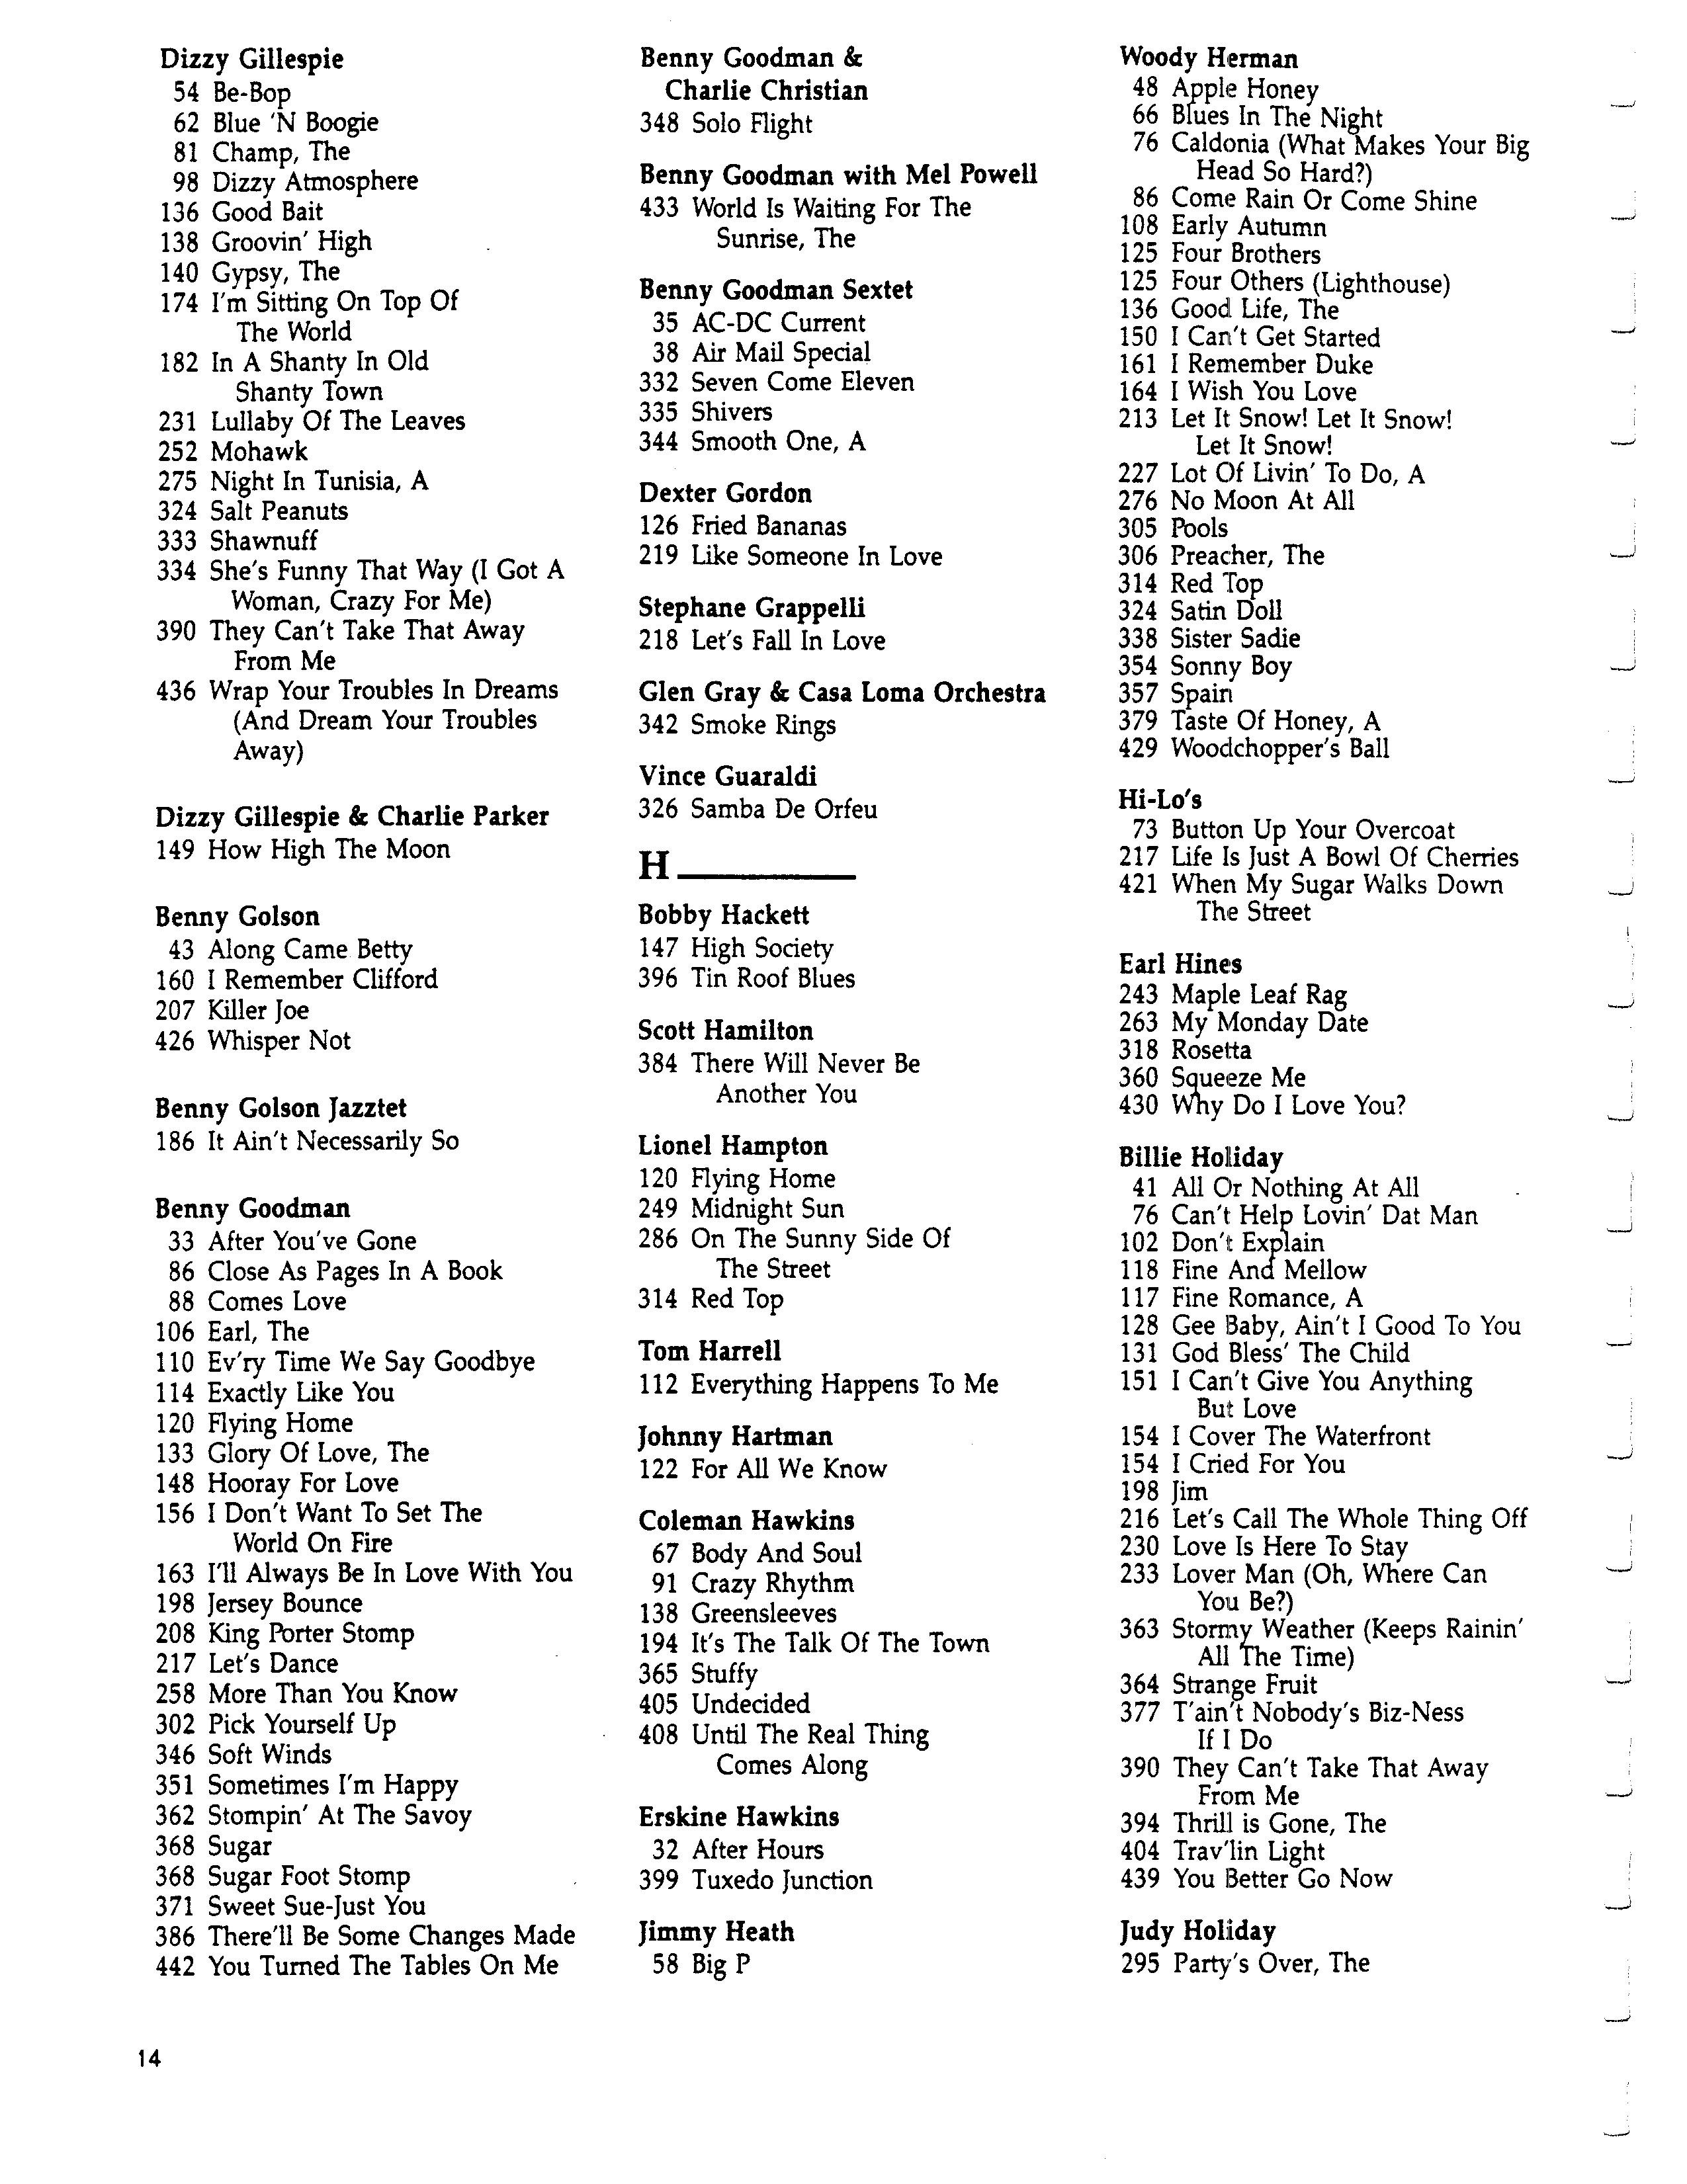 Dizzy Gillespie
54 Be-Bop
62 Blue 'N Boogie
81 Champ, The
98 Dizzy Atmosphere
136 Good Bait
138 Groovin' High
140 Gypsy, The
174 I'm Sitting On Top Of
The World
182 In A Shanty In Old
Shanty Town
231 Lullaby Of The Leaves
252 Mohawk
275 Night In Tunisia, A
324 Salt Peanuts
333 Shawnuff
334 She's Funny That Way (I Got A
Woman, Crazy For Me)
390 They Can't Take That Away
From Me
436 Wrap Your Troubles In Dreams
(And Dream Your Troubles
Away)
Dizzy Gillespie & Charlie Parker
149 How High The Moon
Benny Golson
43 Along Came Betty
160 I Remember Clifford
207 Killer Joe
426 Whisper Not
Benny Golson Jazztet
186 It Ain't Necessarily So
Benny Goodman
33 After You've Gone
86 Close As Pages In A Book
88 Comes Love
106 Earl, The
110 Ev'ry Time We Say Goodbye
114 Exactly Like You
120 Flying Home
133 Glory Of Love, The
148 Hooray For Love
156 I Don't Want To Set The
World On Fire
163 I'll Always Be In Love With You
198 Jersey Bounce
208 King Porter Stomp
217 Let's Dance
258 More Than You Know
302 Pick Yourself Up
346 Soft Winds
351 Sometimes I'm Happy
362 Stompin' At The Savoy
368 Sugar
368 Sugar Foot Stomp
371 Sweet Sue-Just You
386 There'll Be Some Changes Made
442 You Turned The Tables On Me
Benny Goodman &
Charlie Christian
348 Solo Flight
Benny Goodman with Mel Powell
433 World Is Waiting For The
Sunrise, The
Benny Goodman Sextet
35 AC-DC Current
38 Air Mail Special
332 Seven Come Eleven
335 Shivers
344 Smooth One, A
Dexter Gordon
126 Fried Bananas
219 Like Someone In Love
Stephane Grappelli
218 Let's Fall In Love
Glen Gray & Casa Loma Orchestra
342 Smoke Rings
Vince Guaraldi
326 Samba De Orfeu
H
Bobby Hackett
147 High Society
396 Tin Roof Blues
Scott Hamilton
384 There Will Never Be
Another You
Lionel Hampton
120 Flying Home
249 Midnight Sun
286 On The Sunny Side Of
The Street
314 Red Top
Tom Harrell
112 Everything Happens To Me
Johnny Hartman
122 For All We Know
Coleman Hawkins
67 Body And Soul
91 Crazy Rhythm
138 Greensleeves
194 It's The Talk Of The Town
365 Stuffy
405 Undecided
408 Until The Real Thing
Comes Along
Erskine Hawkins
32 After Hours
399 Tuxedo Junction
Jimmy Heath
58 Big P
Woody Herman
48 Apple Honey
66 Blues In The Night
76 Caldonia (What Makes Your Big
Head So Hard?)
86 Come Rain Or Come Shine
108 Early Autumn
125 Four Brothers
125 Four Others (Lighthouse)
136 Good Life, The
150 I Can't Get Started
161 I Remember Duke
164 I Wish You Love
213 Let It Snow! Let It Snow!
Let It Snow!
227 Lot Of Livin' To Do, A
276 No Moon At All
305 Pools
306 Preacher, The
314 Red Top
324 Satin Doll
338 Sister Sadie
354 Sonny Boy
357 Spain
379 Taste Of Honey, A
429 Woodchopper's Ball
Hi-Lo's
73 Button Up Your Overcoat
217 Life Is Just A Bowl Of Cherries
421 When My Sugar Walks Down
The Street
Earl Hines
243 Maple Leaf Rag
263 My Monday Date
318 Rosetta
360 Squeeze Me
430 Why Do I Love You?
Billie Holiday
41 All Or Nothing At All
76 Can't Help Lovin' Dat Man
102 Don't Explain
118 Fine And Mellow
117 Fine Romance, A
128 Gee Baby, Ain't I Good To You
131 God Bless' The Child
151 I Can't Give You Anything
But Love
154 I Cover The Waterfront
154 I Cried For You
198 Jim
216 Let's Call The Whole Thing Off
230 Love Is Here To Stay
233 Lover Man (Oh, Where Can
You Be?)
363 Stormy Weather (Keeps Rainin'
All The Time)
364 Strange Fruit
377 T'ain't Nobody's Biz-Ness
If I Do
390 They Can't Take That Away
From Me
394 Thrill is Gone, The
404 Trav'lin Light
439 You Better Go Now
Judy Holiday
295 Party's Over, The
14